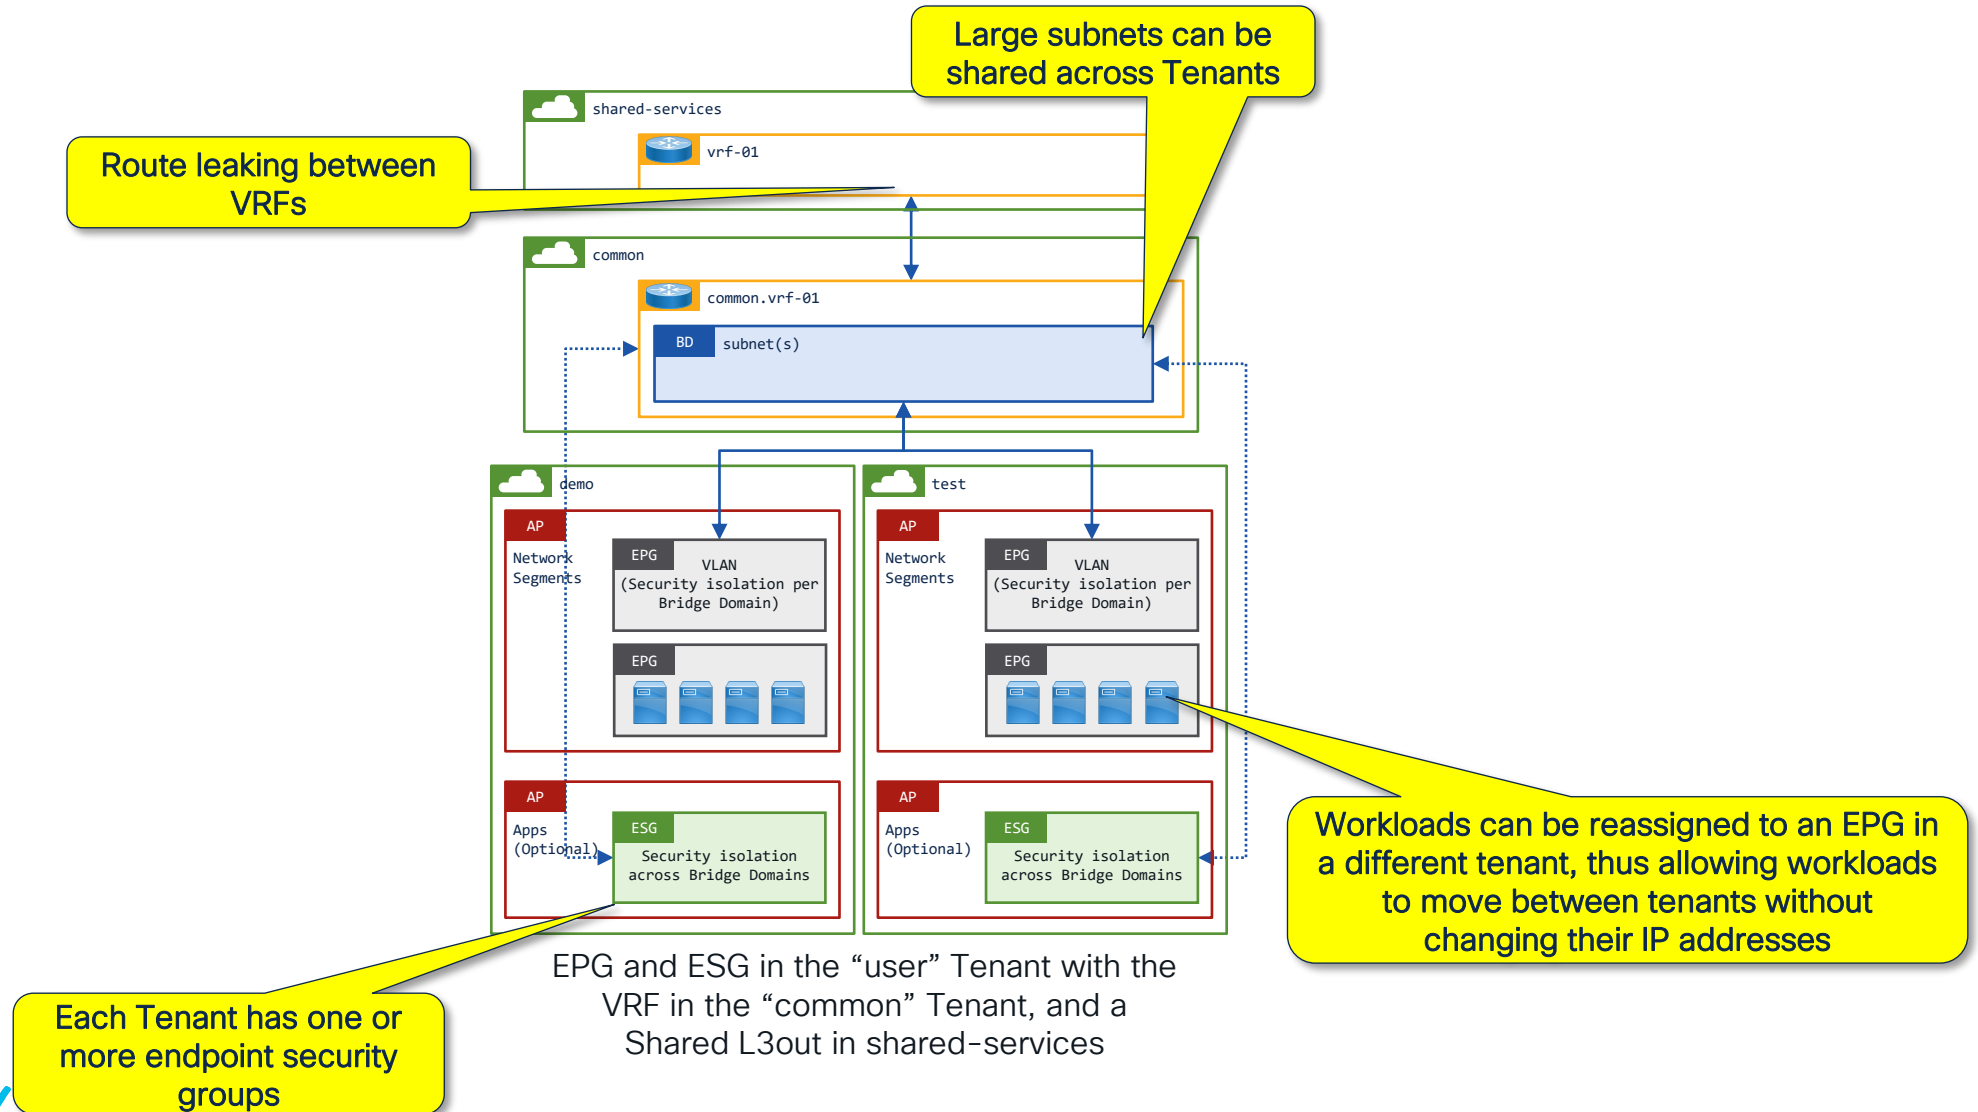 Large subnets can be
shared across Tenants
shared-services
vrf-01
Route leaking between
VRFs
common
common.vrf-01
BD
subnet(s)
demo
AP
Network
Segments
EPG
VLAN
(Security isolation per
Bridge Domain)
EPG
AP
Apps
(Optional)
ESG
Security isolation
across Bridge Domains
test
AP
Network
Segments
EPG
VLAN
(Security isolation per
Bridge Domain)
EPG
AP
Apps
(Optional)
ESG
Security isolation
across Bridge Domains
Workloads can be reassigned to an EPG in
a different tenant, thus allowing workloads
to move between tenants without
changing their IP addresses
EPG and ESG in the “user” Tenant with the
VRF in the “common” Tenant, and a
Shared L3out in shared-services
Each Tenant has one or
more endpoint security
groups